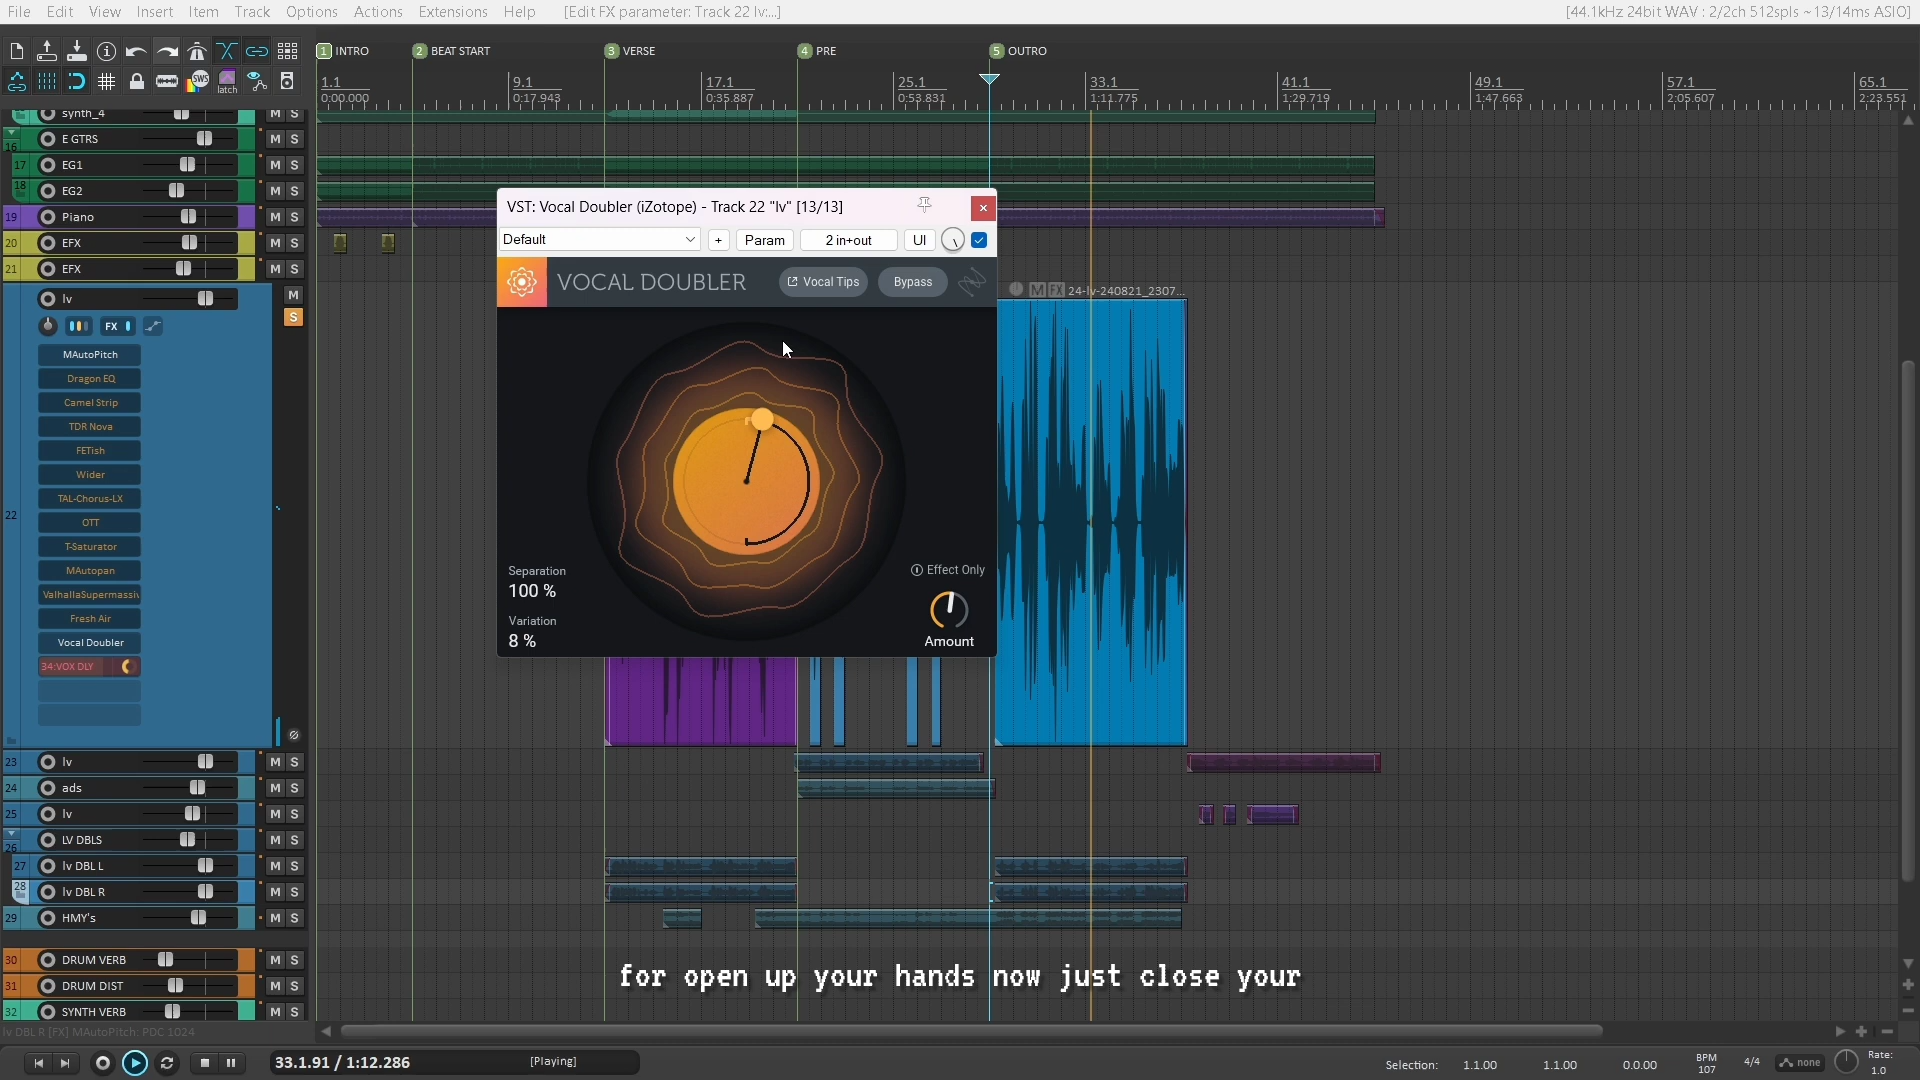 File Edit View Insert Item Track Options Actions Extensions Help [Edit FX parameter: Track 22 lv:...] [44.1kHz 24bit WAV : 2/2ch 512spls ~13/14ms ASIO]
1 INTRO 2 BEAT START 3 VERSE 4 PRE 5 OUTRO
SWS latch
1.1 9.1 17.1 25.1 33.1 41.1 49.1 57.1 65.1
0:00.000 0:17.943 0:35.887 0:53.831 1:11.775 1:29.719 1:47.663 2:05.607 2:23.551
synth_4 M S
16 E GTRS M S
17 EG1 M S
18 EG2 M S
19 Piano M S
20 EFX M S
21 EFX M S
VST: Vocal Doubler (iZotope) - Track 22 "lv" [13/13]
Default + Param 2 in+out UI
VOCAL DOUBLER Vocal Tips Bypass
Separation
100 %
Variation
8 %
Effect Only
Amount
M FX 24-lv-240821_2307...
22 lv M
S
FX
MAutoPitch
Dragon EQ
Camel Strip
TDR Nova
FETish
Wider
TAL-Chorus-LX
OTT
T-Saturator
MAutopan
ValhallaSupermassiv
Fresh Air
Vocal Doubler
34:VOX DLY
23 lv M S
24 ads M S
25 lv M S
26 LV DBLS M S
27 lv DBL L M S
28 lv DBL R M S
29 HMY's M S
30 DRUM VERB M S
31 DRUM DIST M S
32 SYNTH VERB M S
for open up your hands now just close your
lv DBL R [FX] MAutoPitch: PDC 1024
33.1.91 / 1:12.286 [Playing] Selection: 1.1.00 1.1.00 0.0.00 BPM 107 4/4 none Rate: 1.0